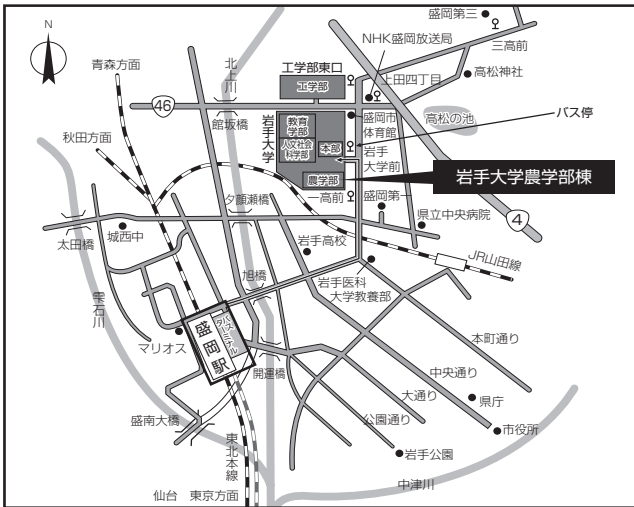 N
盛岡第三
三高前
NHK盛岡放送局
上田四丁目
高松神社
青森方面
北上川
工学部東口
工学部
46
館坂橋
岩手大学
教育
学部
人文社会
科学部
本部
農学部
盛岡市
体育館
高松の池
バス停
岩手
大学前
岩手大学農学部棟
秋田方面
夕顔瀬橋
一高前
盛岡第一
県立中央病院
4
太田橋
城西中
岩手高校
JR山田線
雫石川
旭橋
岩手医科
大学教養部
マリオス
盛岡駅
バス
ターミナル
開運橋
本町通り
中央通り
県庁
大通り
市役所
公園通り
盛南大橋
岩手公園
東北本線
中津川
仙台　東京方面